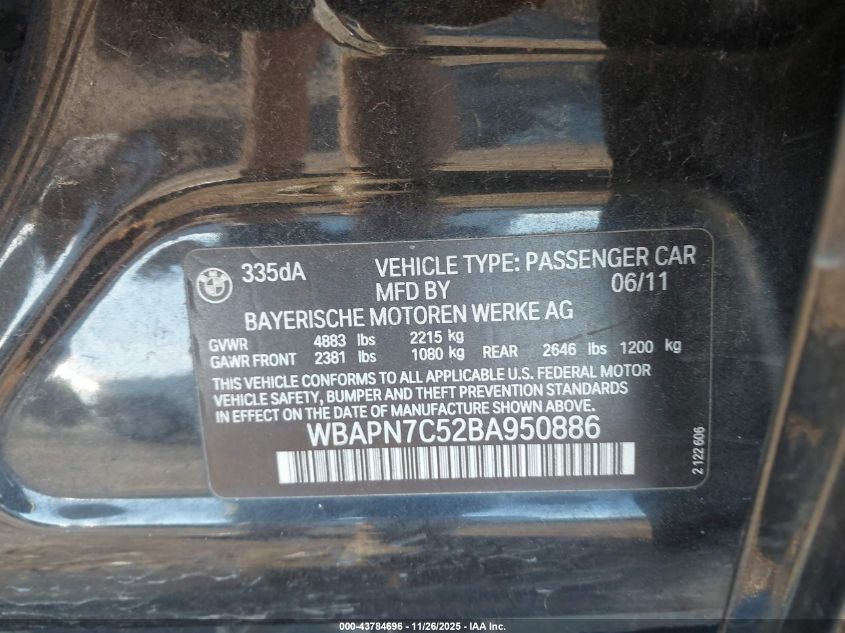 335dA VEHICLE TYPE: PASSENGER CAR
MFD BY 06/11
BAYERISCHE MOTOREN WERKE AG
GVWR 4883 lbs 2215 kg
GAWR FRONT 2381 lbs 1080 kg REAR 2646 lbs 1200 kg
THIS VEHICLE CONFORMS TO ALL APPLICABLE U.S. FEDERAL MOTOR
VEHICLE SAFETY, BUMPER AND THEFT PREVENTION STANDARDS
IN EFFECT ON THE DATE OF MANUFACTURE SHOWN ABOVE.
WBAPN7C52BA950886
2 122 606
000-43784696 - 11/26/2025 - IAA Inc.